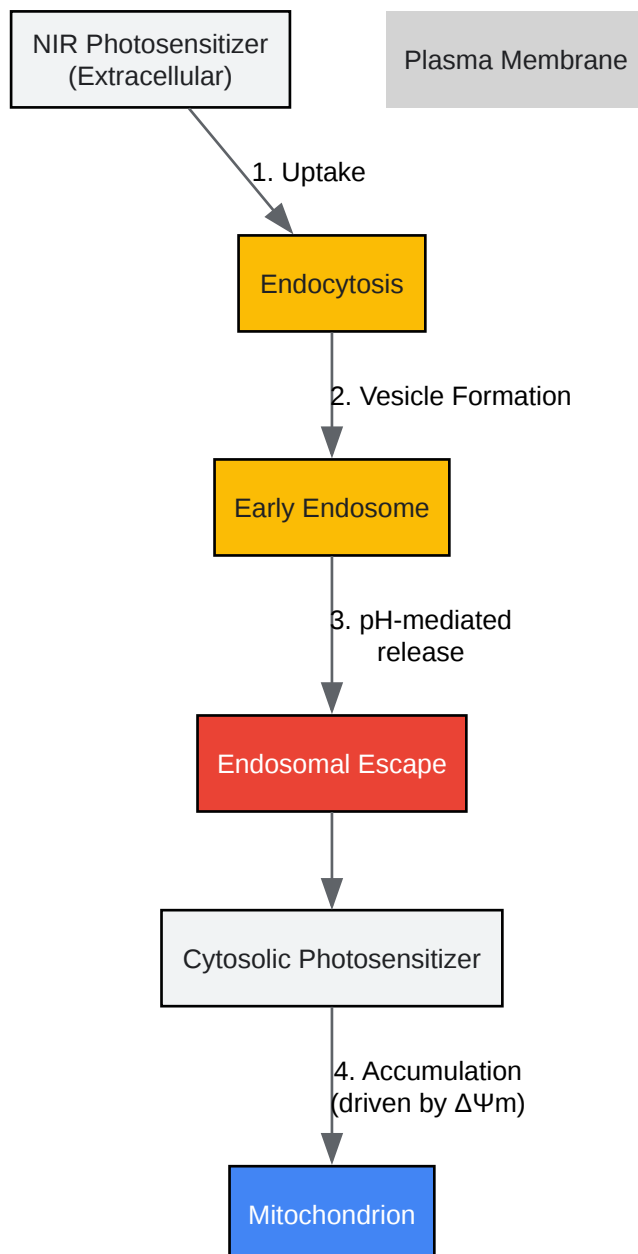 NIR Photosensitizer
(Extracellular)
Plasma Membrane
1. Uptake
Endocytosis
2. Vesicle Formation
Early Endosome
3. pH-mediated
release
Endosomal Escape
Cytosolic Photosensitizer
4. Accumulation
(driven by ΔΨm)
Mitochondrion